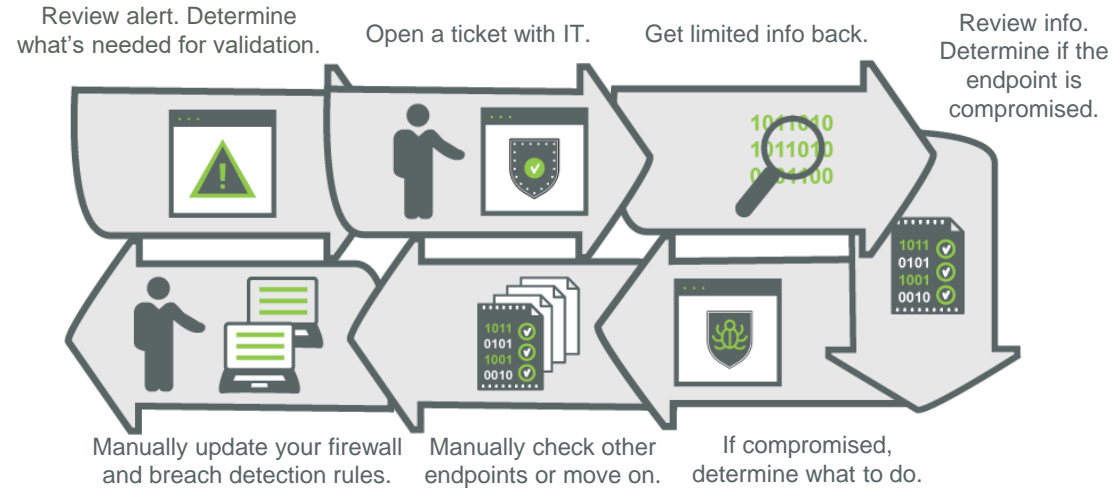 Review alert. Determine
what's needed for validation.
Open a ticket with IT.
Get limited info back.
Review info.
Determine if the
endpoint is
compromised.
1011010
1011010
00
1011
0101
1001
0010
1011
0101
1001
0010
Manually update your firewall
and breach detection rules.
Manually check other
endpoints or move on.
If compromised,
determine what to do.